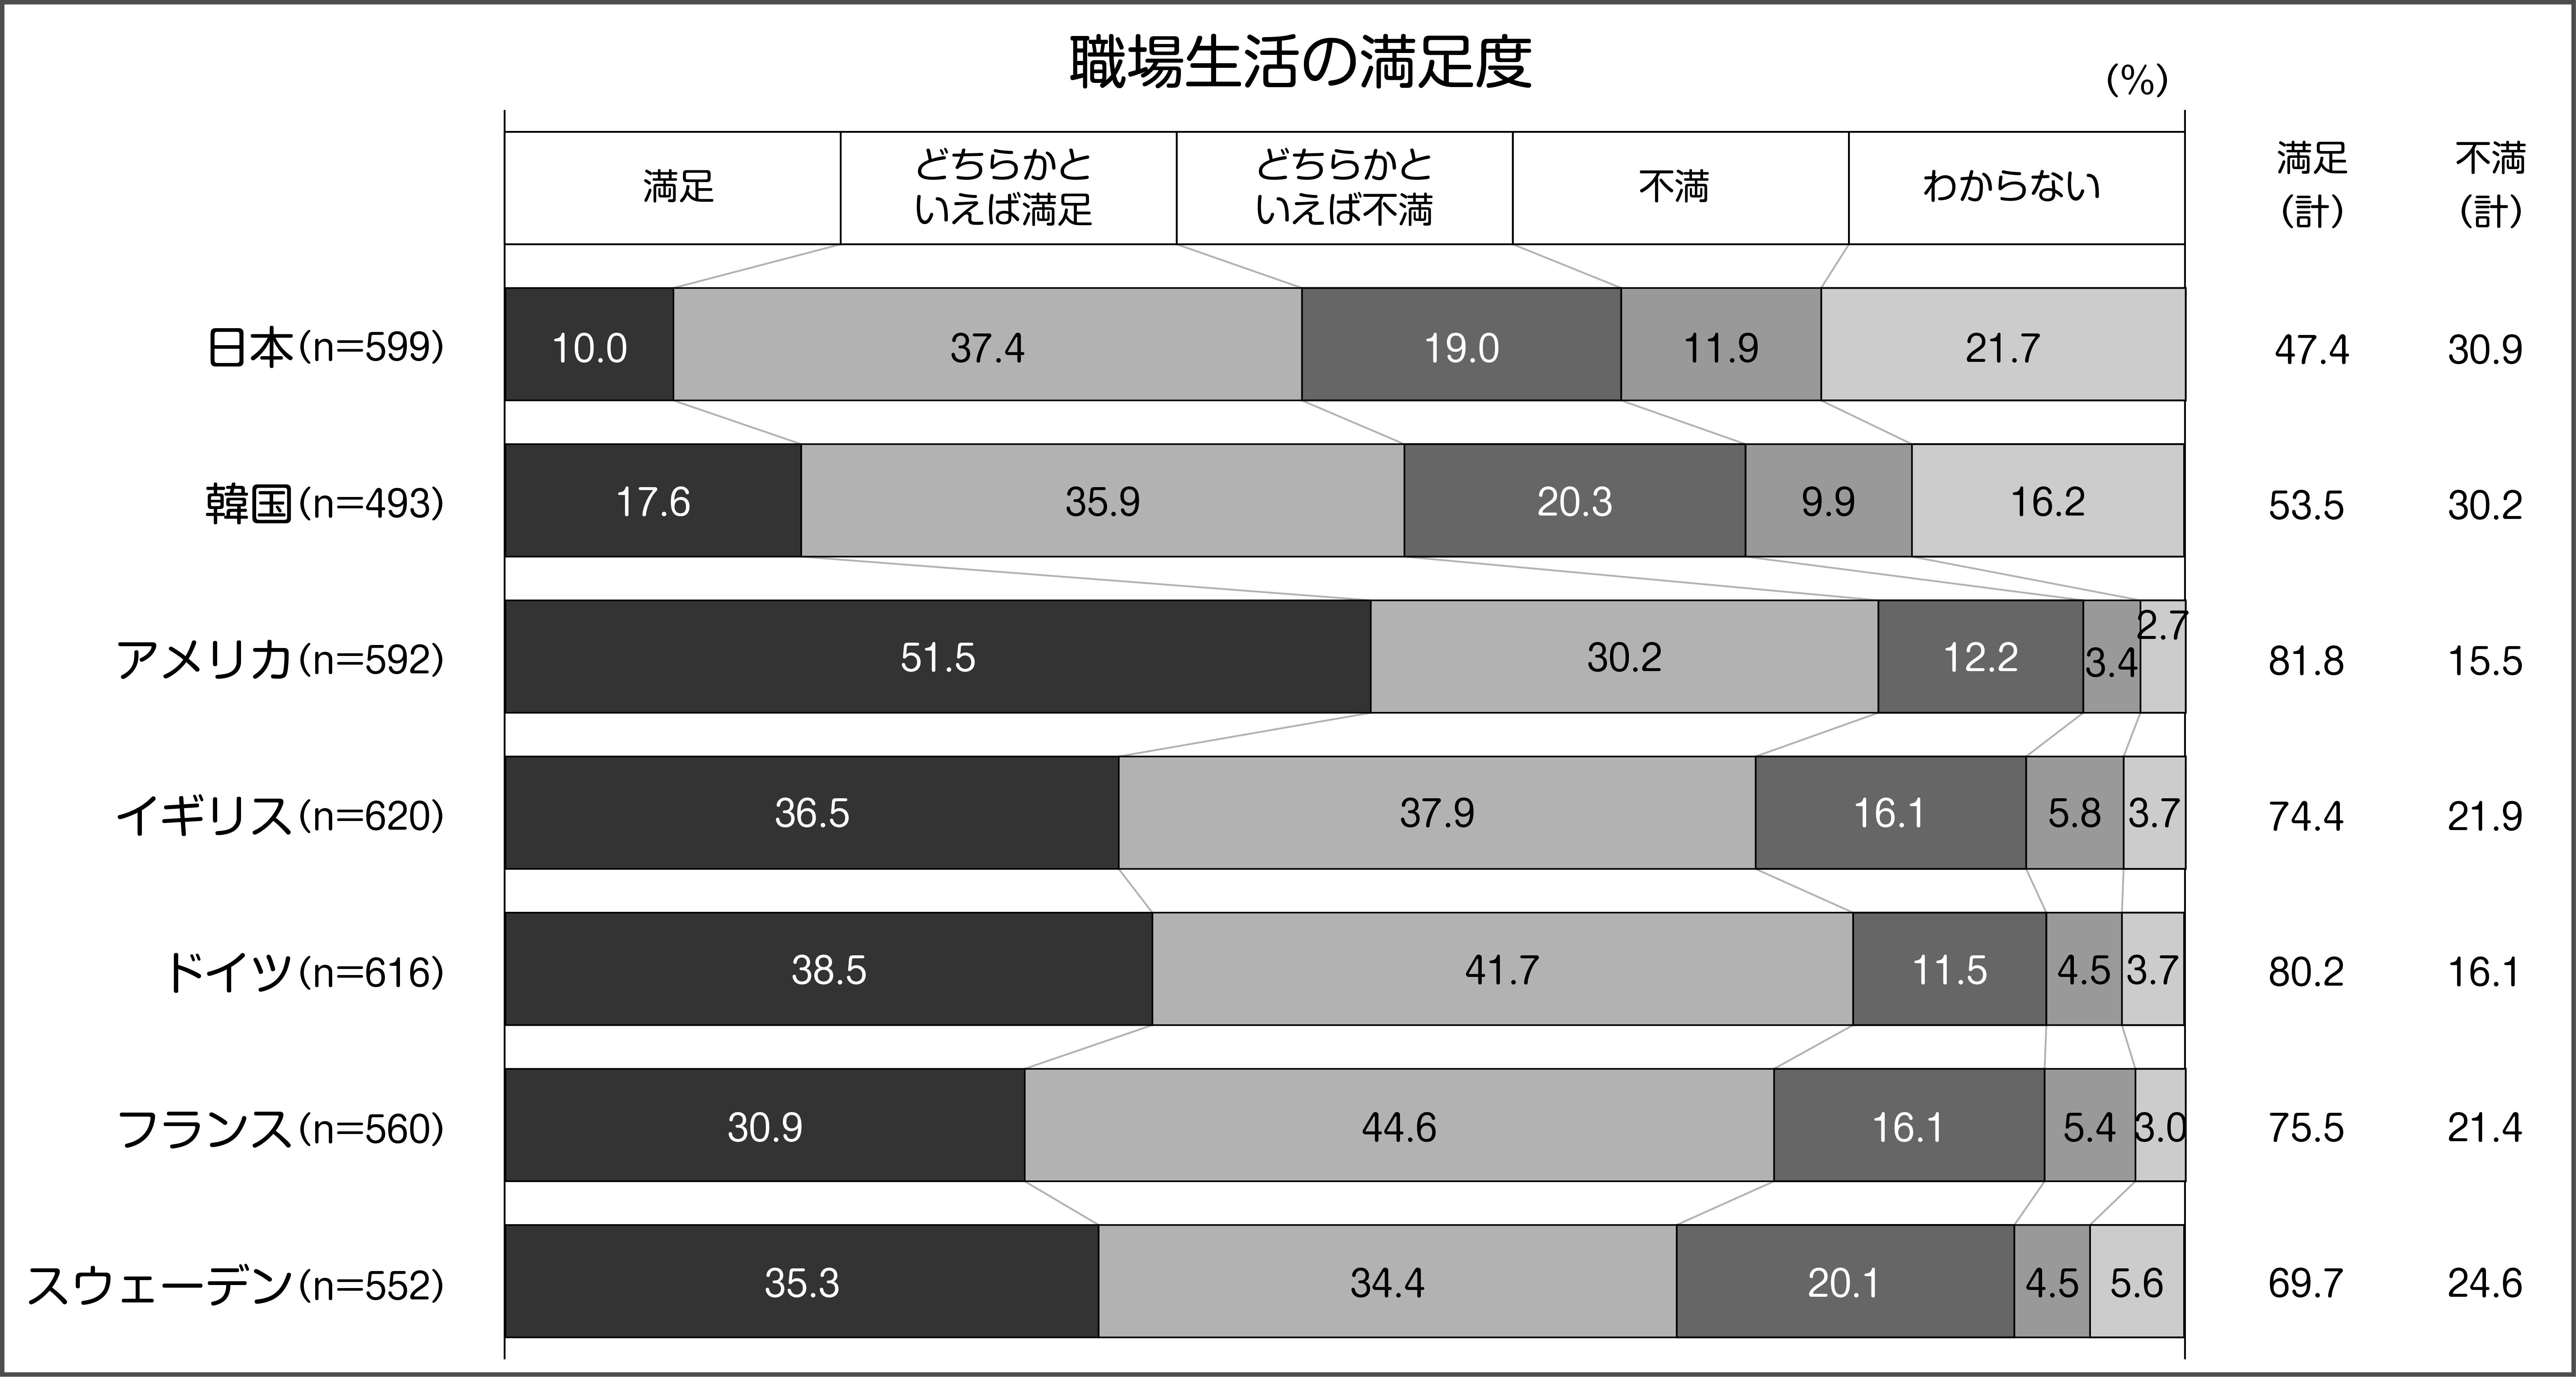 職場生活の満足度
(%)
満足
どちらかと
いえば満足
どちらかと
いえば不満
不満
わからない
満足
(計)
不満
(計)
日本(n=599) 10.0 37.4 19.0 11.9 21.7 47.4 30.9
韓国(n=493) 17.6 35.9 20.3 9.9 16.2 53.5 30.2
アメリカ(n=592) 51.5 30.2 12.2 3.4 2.7 81.8 15.5
イギリス(n=620) 36.5 37.9 16.1 5.8 3.7 74.4 21.9
ドイツ(n=616) 38.5 41.7 11.5 4.5 3.7 80.2 16.1
フランス(n=560) 30.9 44.6 16.1 5.4 3.0 75.5 21.4
スウェーデン(n=552) 35.3 34.4 20.1 4.5 5.6 69.7 24.6